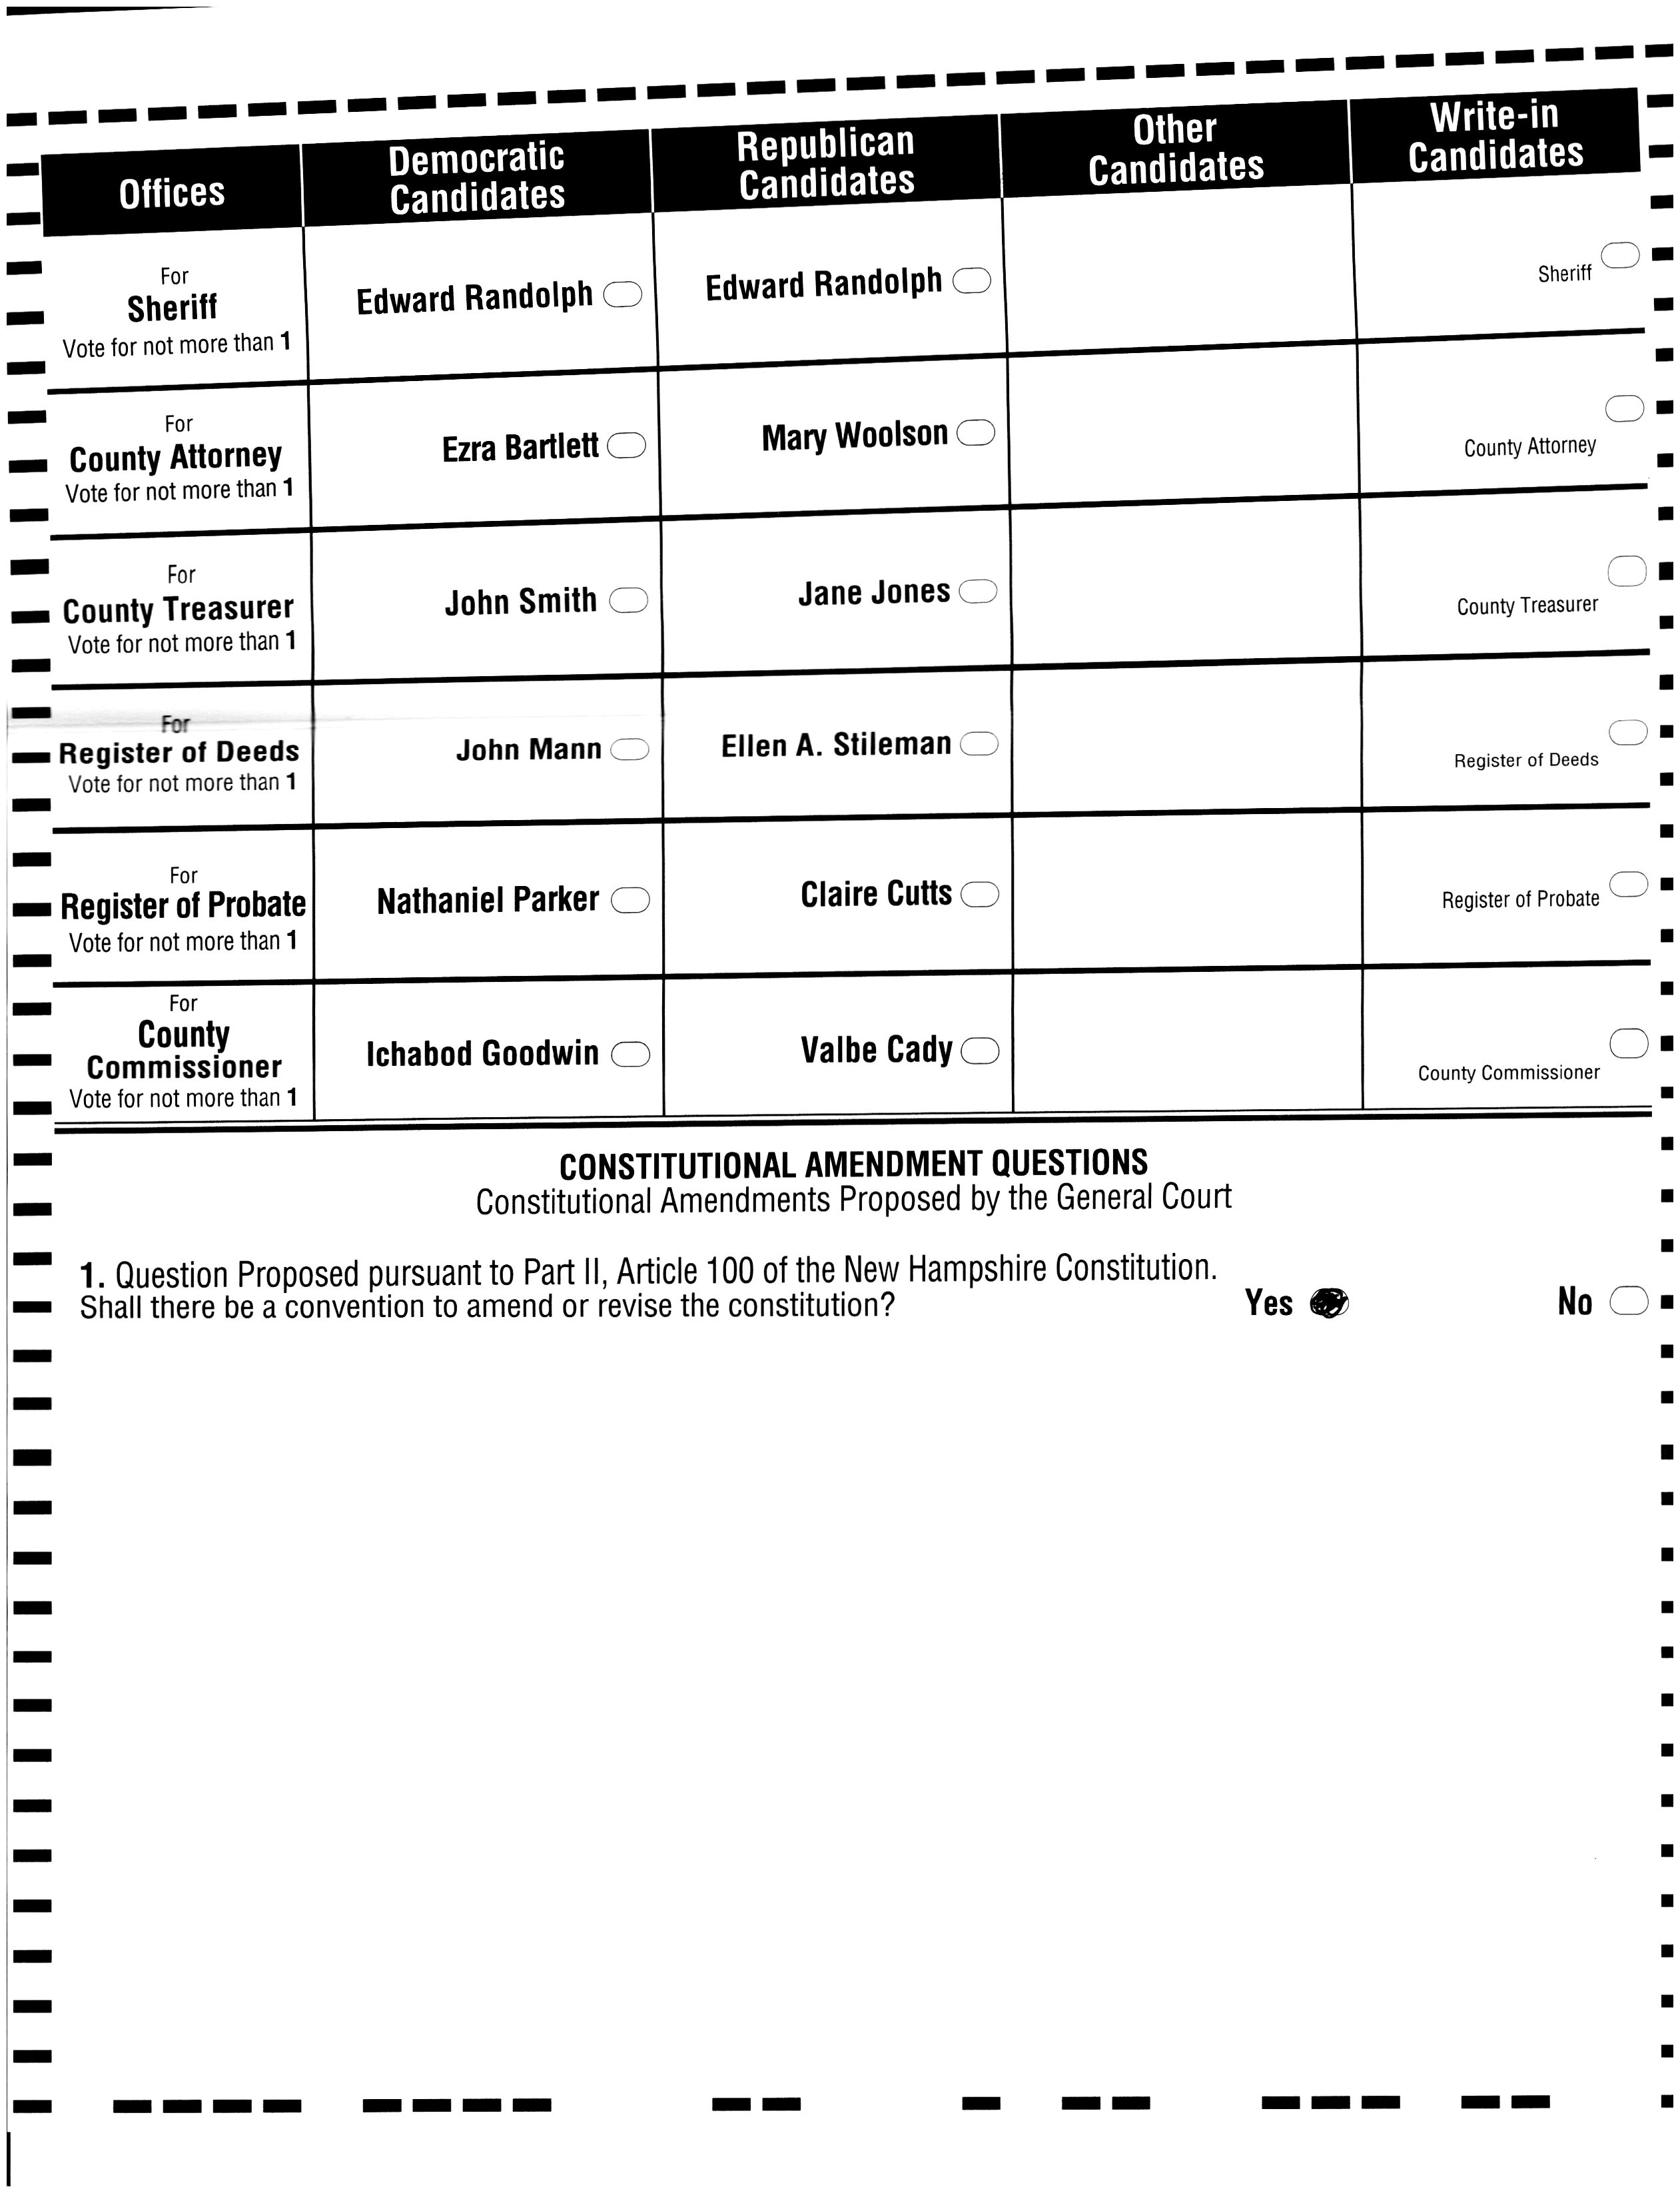 Offices
Democratic
Candidates
Republican
Candidates
Other
Candidates
Write-in
Candidates
For
Sheriff
Vote for not more than 1
Edward Randolph
Edward Randolph
Sheriff
For
County Attorney
Vote for not more than 1
Ezra Bartlett
Mary Woolson
County Attorney
For
County Treasurer
Vote for not more than 1
John Smith
Jane Jones
County Treasurer
For
Register of Deeds
Vote for not more than 1
John Mann
Ellen A. Stileman
Register of Deeds
For
Register of Probate
Vote for not more than 1
Nathaniel Parker
Claire Cutts
Register of Probate
For
County
Commissioner
Vote for not more than 1
Ichabod Goodwin
Valbe Cady
County Commissioner
CONSTITUTIONAL AMENDMENT QUESTIONS
Constitutional Amendments Proposed by the General Court
1. Question Proposed pursuant to Part II, Article 100 of the New Hampshire Constitution.
Shall there be a convention to amend or revise the constitution?
Yes
No